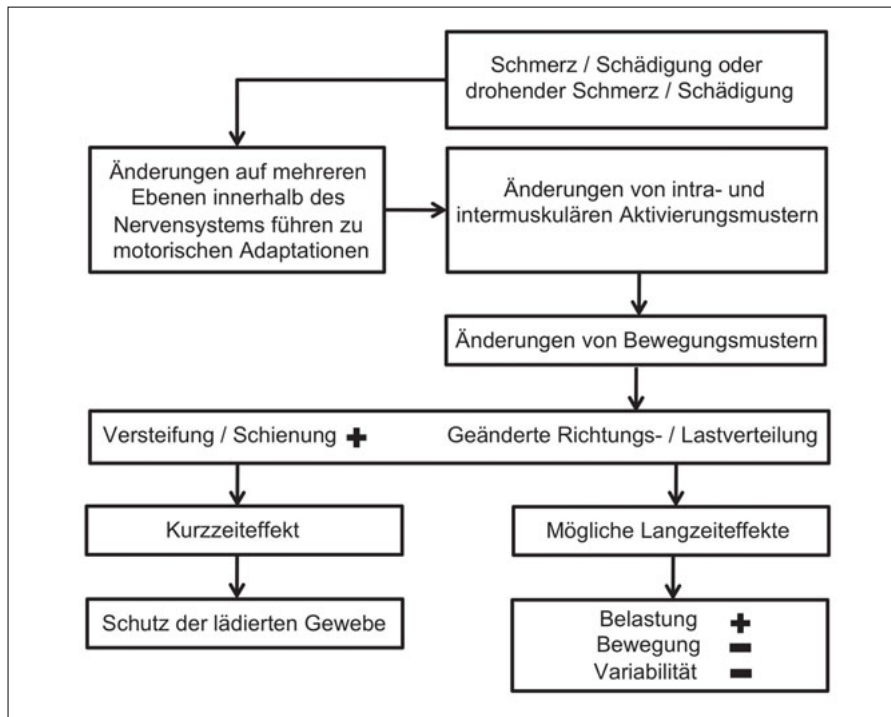 Schmerz / Schädigung oder
drohender Schmerz / Schädigung
Änderungen auf mehreren
Ebenen innerhalb des
Nervensystems führen zu
motorischen Adaptationen
Änderungen von intra- und
intermuskulären Aktivierungsmustern
Änderungen von Bewegungsmustern
Versteifung / Schienung + Geänderte Richtungs- / Lastverteilung
Kurzzeiteffekt
Mögliche Langzeiteffekte
Schutz der lädierten Gewebe
Belastung +
Bewegung −
Variabilität −